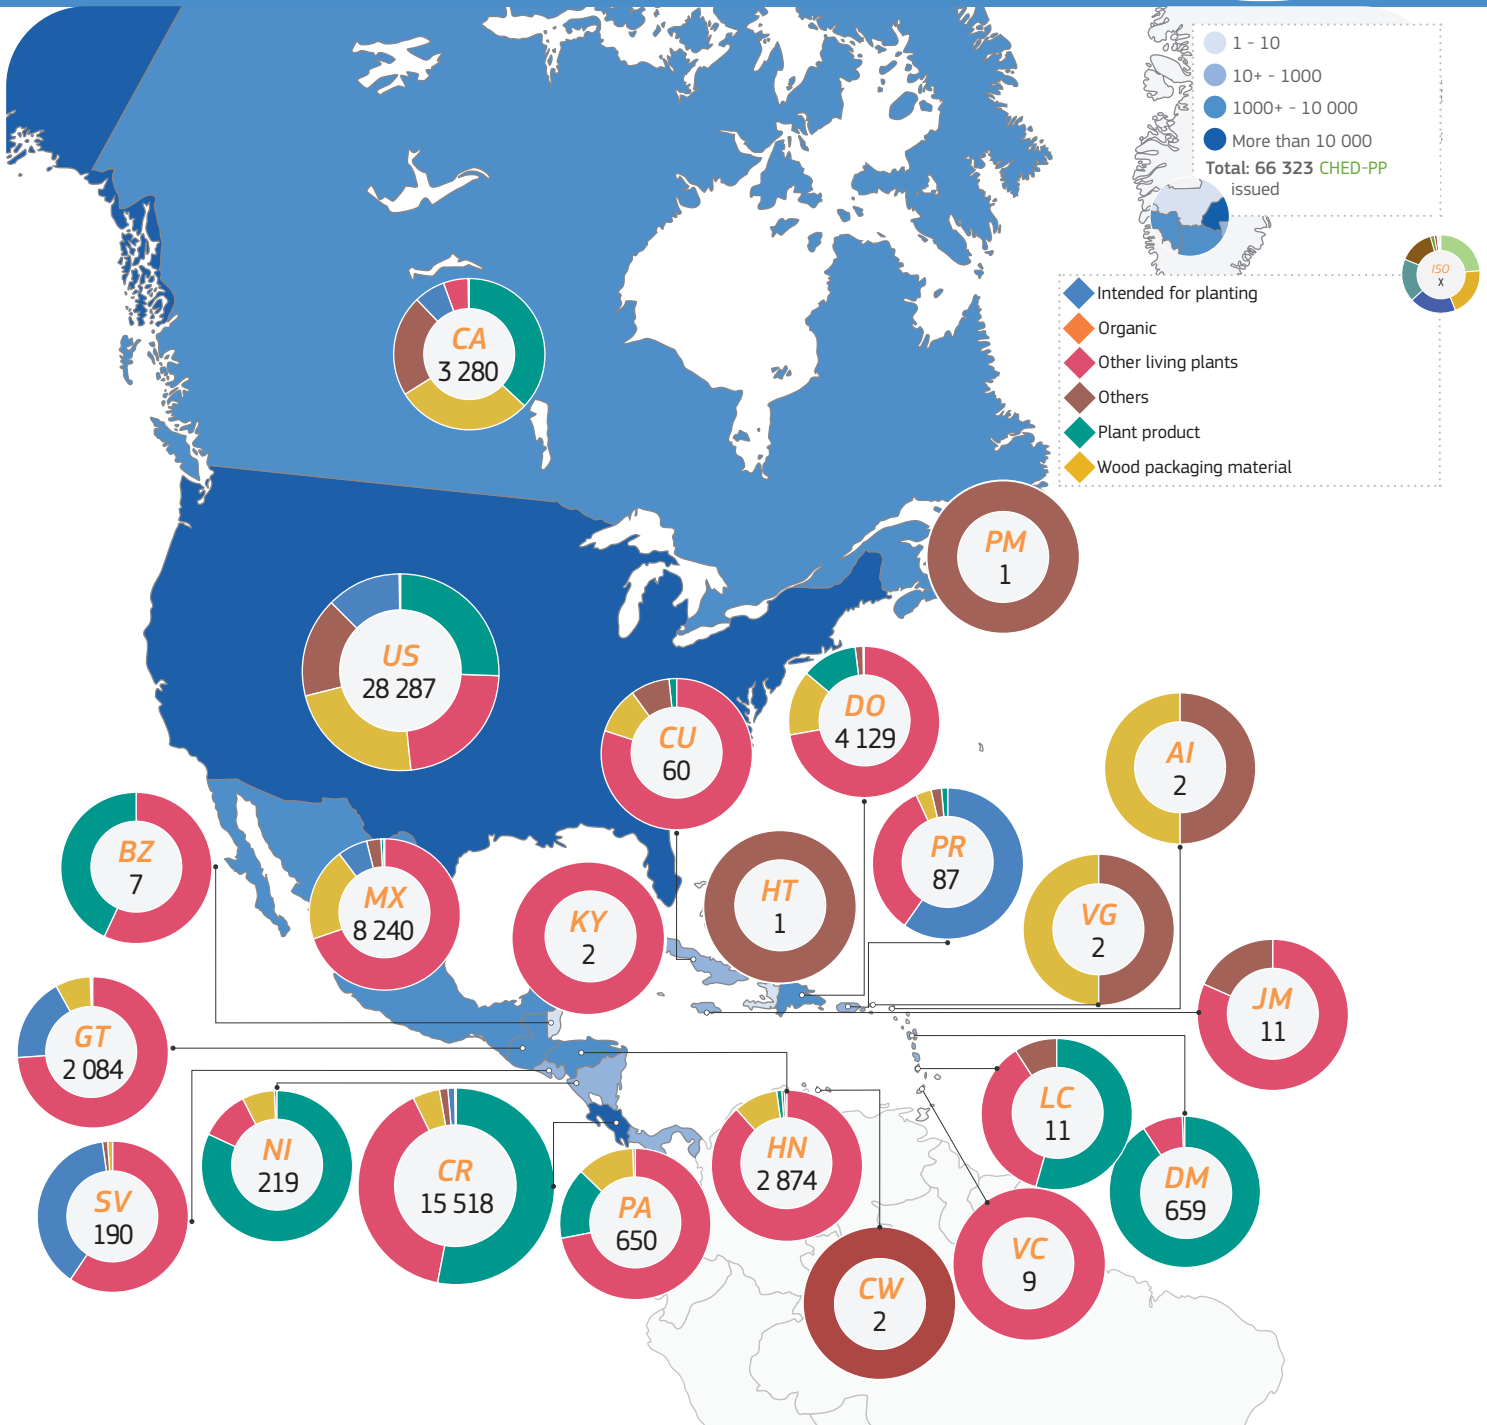 1 - 10
10+ - 1000
1000+ - 10 000
More than 10 000
Total: 66 323 CHED-PP
issued
ISO
x
Intended for planting
Organic
Other living plants
Others
Plant product
Wood packaging material
CA
3 280
PM
1
US
28 287
CU
60
DO
4 129
AI
2
BZ
7
MX
8 240
KY
2
HT
1
PR
87
VG
2
JM
11
GT
2 084
NI
219
CR
15 518
SV
190
PA
650
HN
2 874
LC
11
DM
659
CW
2
VC
9